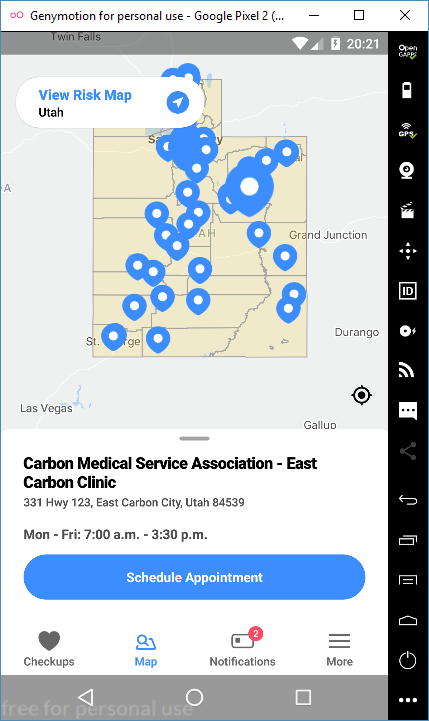 Genymotion for personal use - Google Pixel 2 (...
Twin Falls
20:21
Open
GAPPS
View Risk Map
Utah
GPS
A
AH
Grand Junction
ID
St.
rge
Durango
Las Vegas
Gallup
Carbon Medical Service Association - East
Carbon Clinic
331 Hwy 123, East Carbon City, Utah 84539
Mon - Fri: 7:00 a.m. - 3:30 p.m.
Schedule Appointment
2
Checkups
Map
Notifications
More
free for personal use